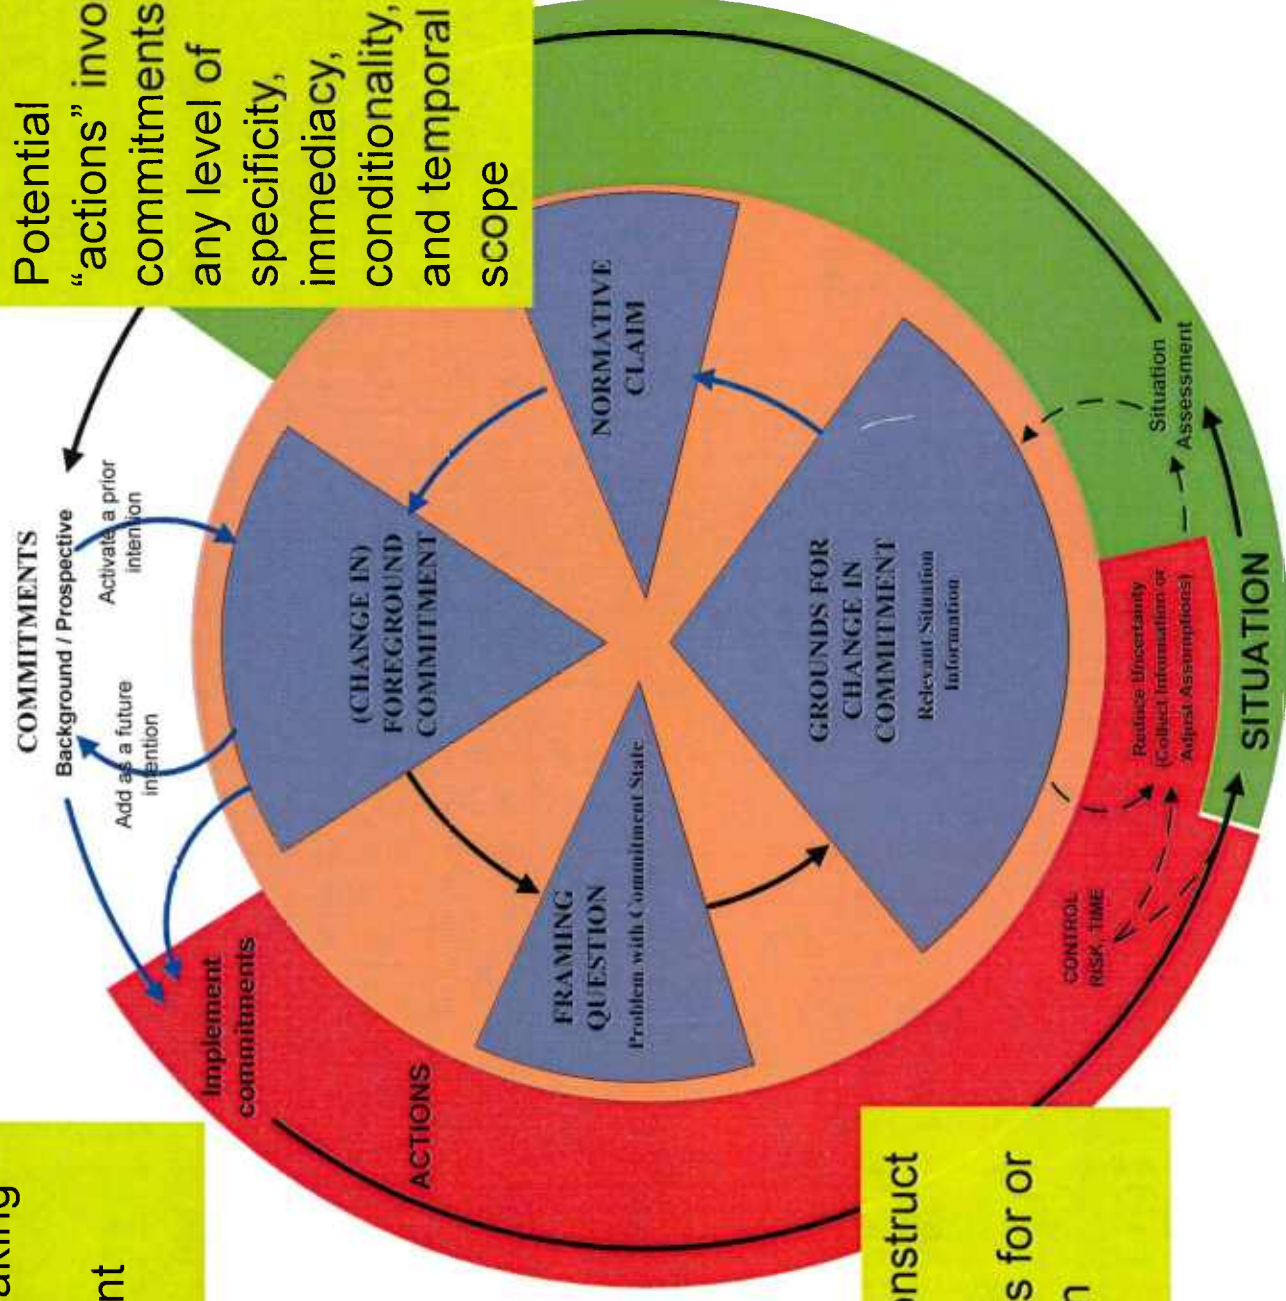 Potential
“actions” invo
commitments
any level of
specificity,
immediacy,
conditionality,
and temporal
scope
aking
nt
COMMITMENTS
Background / Prospective
Add as a future
intention
Activate a prior
intention
Implement
commitments
ACTIONS
(CHANGE IN)
FOREGROUND
COMMITMENT
FRAMING
QUESTION
Problem with Commitment State
NORMATIVE
CLAIM
GROUNDS FOR
CHANGE IN
COMMITMENT
Relevant Situation
Information
CONTROL
RISK, TIME
Reduce Uncertainty
(Collect Information or
Adjust Assumptions)
Situation
Assessment
SITUATION
onstruct
s for or
n